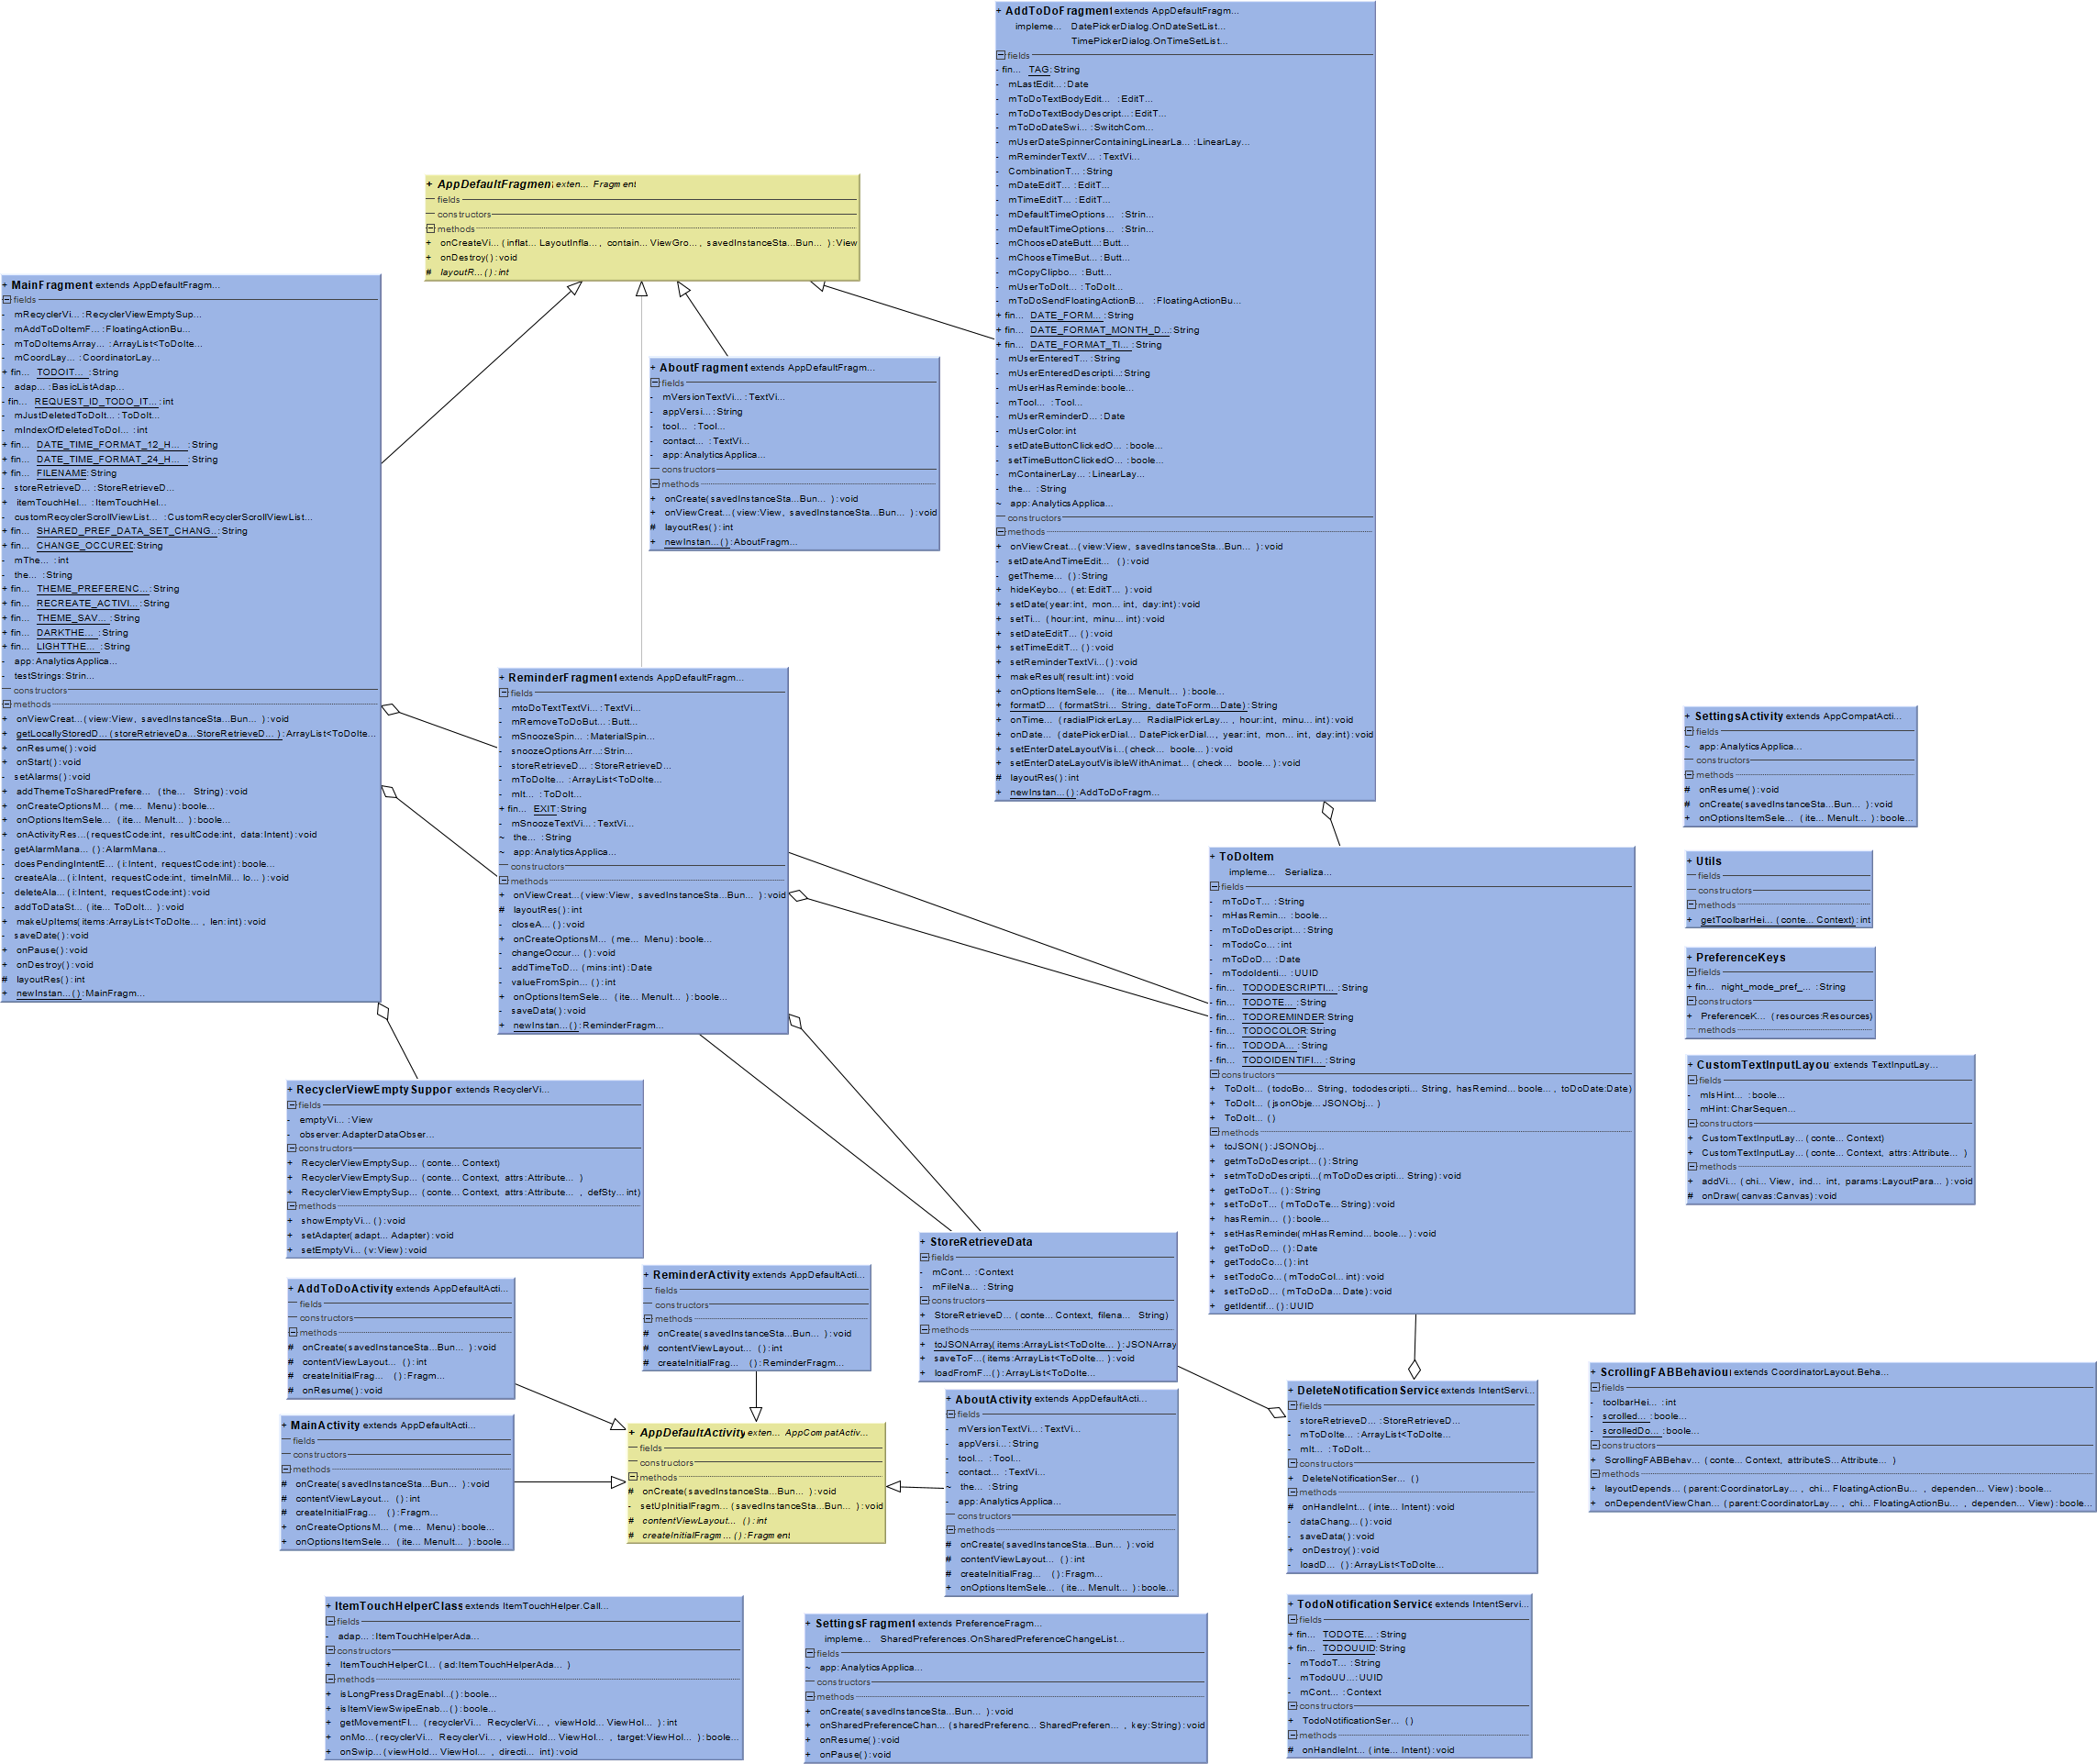 + AddToDoFragment extends AppDefaultFragm...
impleme... DatePickerDialog.OnDateSetList...
TimePickerDialog.OnTimeSetList...
fields
- fin... TAG:String
- mLastEdit... :Date
- mToDoTextBodyEdit... :EditT...
- mToDoTextBodyDescript... :EditT...
- mToDoDateSwi... :SwitchCom...
- mUserDateSpinnerContainingLinearLa... :LinearLay...
- mReminderTextV... :TextVi...
- CombinationT... :String
- mDateEditT... :EditT...
- mTimeEditT... :EditT...
- mDefaultTimeOptions... :Strin...
- mDefaultTimeOptions... :Strin...
- mChooseDateButt... :Butt...
- mChooseTimeBut... :Butt...
- mCopyClipbo... :Butt...
- mUserToDoIt... :ToDoIt...
- mToDoSendFloatingActionB... :FloatingActionBu...
+ fin... DATE_FORM... :String
+ fin... DATE_FORMAT_MONTH_D... :String
+ fin... DATE_FORMAT_TI... :String
- mUserEnteredT... :String
- mUserEnteredDescripti... :String
- mUserHasReminde:boole...
- mTool... :Tool...
- mUserReminderD... :Date
- mUserColor:int
- setDateButtonClickedO... :boole...
- setTimeButtonClickedO... :boole...
- mContainerLay... :LinearLay...
- the... :String
~ app:AnalyticsApplica...
constructors
methods
+ onViewCreat...(view:View, savedInstanceSta...Bun... ):void
- setDateAndTimeEdit... ():void
- getTheme... ():String
+ hideKeybo... (et:EditT... ):void
+ setDate(year:int, mon... int, day:int):void
+ setTi... (hour:int, minu... int):void
+ setDateEditT... ():void
+ setTimeEditT... ():void
+ setReminderTextVi...():void
+ makeResult(result:int):void
+ onOptionsItemSele... (ite... MenuIt... ):boole...
+ formatD... (formatStri... String, dateToForm... Date):String
+ onTime... (radialPickerLay... RadialPickerLay... , hour:int, minu... int):void
+ onDate... (datePickerDial... DatePickerDial... , year:int, mon... int, day:int):void
+ setEnterDateLayoutVisi...(check... boole... ):void
+ setEnterDateLayoutVisibleWithAnimat... (check... boole... ):void
# layoutRes():int
+ newInstan...():AddToDoFragm...
+ AppDefaultFragment exten... Fragment
fields
constructors
methods
+ onCreateVi...(inflat... LayoutInfla... , contain... ViewGro... , savedInstanceSta...Bun... ):View
+ onDestroy():void
# layoutR...():int
+ MainFragment extends AppDefaultFragm...
fields
- mRecyclerVi... :RecyclerViewEmptySup...
- mAddToDoItemF... :FloatingActionBu...
- mToDoItemsArray... :ArrayList<ToDoIte...
- mCoordLay... :CoordinatorLay...
+ fin... TODOIT... :String
- adap... :BasicListAdap...
- fin... REQUEST_ID_TODO_IT... :int
- mJustDeletedToDoIt... :ToDoIt...
- mIndexOfDeletedToDoI... :int
+ fin... DATE_TIME_FORMAT_12_H... :String
+ fin... DATE_TIME_FORMAT_24_H... :String
+ fin... FILENAME:String
- storeRetrieveD... :StoreRetrieveD...
+ itemTouchHel... :ItemTouchHel...
- customRecyclerScrollViewList... :CustomRecyclerScrollViewList...
+ fin... SHARED_PREF_DATA_SET_CHANG... :String
+ fin... CHANGE_OCCURED:String
- mThe... :int
- the... :String
+ fin... THEME_PREFERENC... :String
+ fin... RECREATE_ACTIVI... :String
+ fin... THEME_SAV... :String
+ fin... DARKTHE... :String
+ fin... LIGHTTHE... :String
- app:AnalyticsApplica...
- testStrings:Strin...
constructors
methods
+ onViewCreat...(view:View, savedInstanceSta...Bun... ):void
+ getLocallyStoredD... (storeRetrieveDa...StoreRetrieveD... ):ArrayList<ToDoIte...
+ onResume():void
+ onStart():void
- setAlarms():void
+ addThemeToSharedPrefere... (the... String):void
+ onCreateOptionsM... (me... Menu):boole...
+ onOptionsItemSele... (ite... MenuIt... ):boole...
+ onActivityRes...(requestCode:int, resultCode:int, data:Intent):void
- getAlarmMana... ():AlarmMana...
- doesPendingIntentE... (i:Intent, requestCode:int):boole...
- createAla...(i:Intent, requestCode:int, timeInMil... lo... ):void
- deleteAla... (i:Intent, requestCode:int):void
- addToDataSt... (ite... ToDoIt... ):void
+ makeUpItems(items:ArrayList<ToDoIte... , len:int):void
- saveDate():void
+ onPause():void
+ onDestroy():void
# layoutRes():int
+ newInstan...():MainFragm...
+ AboutFragment extends AppDefaultFragm...
fields
- mVersionTextVi... :TextVi...
- appVersi... :String
- tool... :Tool...
- contact... :TextVi...
- app:AnalyticsApplica...
constructors
methods
+ onCreate(savedInstanceSta...Bun... ):void
+ onViewCreat...(view:View, savedInstanceSta...Bun... ):void
# layoutRes():int
+ newInstan...():AboutFragm...
+ ReminderFragment extends AppDefaultFragm...
fields
- mtoDoTextTextVi... :TextVi...
- mRemoveToDoBut... :Butt...
- mSnoozeSpin... :MaterialSpin...
- snoozeOptionsArr... :Strin...
- storeRetrieveD... :StoreRetrieveD...
- mToDoIte... :ArrayList<ToDoIte...
- mIt... :ToDoIt...
+ fin... EXIT:String
- mSnoozeTextVi... :TextVi...
~ the... :String
~ app:AnalyticsApplica...
constructors
methods
+ onViewCreat...(view:View, savedInstanceSta...Bun... ):void
# layoutRes():int
- closeA... ():void
+ onCreateOptionsM... (me... Menu):boole...
- changeOccur... ():void
- addTimeToD... (mins:int):Date
- valueFromSpin... ():int
+ onOptionsItemSele... (ite... MenuIt... ):boole...
- saveData():void
+ newInstan...():ReminderFragm...
+ SettingsActivity extends AppCompatActi...
fields
~ app:AnalyticsApplica...
constructors
methods
# onResume():void
# onCreate(savedInstanceSta...Bun... ):void
+ onOptionsItemSele... (ite... MenuIt... ):boole...
+ Utils
fields
constructors
methods
+ getToolbarHei... (conte... Context):int
+ PreferenceKeys
fields
+ fin... night_mode_pref_... :String
constructors
+ PreferenceK... (resources:Resources)
methods
+ CustomTextInputLayou extends TextInputLay...
fields
- mIsHint... :boole...
- mHint:CharSequen...
constructors
+ CustomTextInputLay... (conte... Context)
+ CustomTextInputLay... (conte... Context, attrs:Attribute... )
methods
+ addVi... (chi... View, ind... int, params:LayoutPara... ):void
# onDraw(canvas:Canvas):void
+ ToDoItem
impleme... Serializa...
fields
- mToDoT... :String
- mHasRemin... :boole...
- mToDoDescript... :String
- mTodoCo... :int
- mToDoD... :Date
- mTodoIdenti... :UUID
- fin... TODODESCRIPTI... :String
- fin... TODOTE... :String
- fin... TODOREMINDER:String
- fin... TODOCOLOR:String
- fin... TODODA... :String
- fin... TODOIDENTIFI... :String
constructors
+ ToDoIt... (todoBo... String, tododescripti... String, hasRemind...boole... , toDoDate:Date)
+ ToDoIt... (jsonObje...JSONObj... )
+ ToDoIt... ()
methods
+ toJSON():JSONObj...
+ getmToDoDescript...():String
+ setmToDoDescripti...(mToDoDescripti... String):void
+ getToDoT... ():String
+ setToDoT... (mToDoTe... String):void
+ hasRemin... ():boole...
+ setHasReminde(mHasRemind... boole... ):void
+ getToDoD... ():Date
+ getTodoCo...():int
+ setTodoCo... (mTodoCol... int):void
+ setToDoD... (mToDoDa... Date):void
+ getIdentif... ():UUID
+ RecyclerViewEmptySuppor extends RecyclerVi...
fields
- emptyVi... :View
- observer:AdapterDataObser...
constructors
+ RecyclerViewEmptySup... (conte... Context)
+ RecyclerViewEmptySup... (conte... Context, attrs:Attribute... )
+ RecyclerViewEmptySup... (conte... Context, attrs:Attribute... , defSty... int)
methods
+ showEmptyVi... ():void
+ setAdapter(adapt... Adapter):void
+ setEmptyVi... (v:View):void
+ StoreRetrieveData
fields
- mCont... :Context
- mFileNa... :String
constructors
+ StoreRetrieveD... (conte... Context, filena... String)
methods
+ toJSONArray(items:ArrayList<ToDoIte... ):JSONArray
+ saveToF...(items:ArrayList<ToDoIte... ):void
+ loadFromF...():ArrayList<ToDoIte...
+ AddToDoActivity extends AppDefaultActi...
fields
constructors
methods
# onCreate(savedInstanceSta...Bun... ):void
# contentViewLayout... ():int
# createInitialFrag... ():Fragm...
# onResume():void
+ ReminderActivity extends AppDefaultActi...
fields
constructors
methods
# onCreate(savedInstanceSta...Bun... ):void
# contentViewLayout... ():int
# createInitialFrag... ():ReminderFragm...
+ MainActivity extends AppDefaultActi...
fields
constructors
methods
# onCreate(savedInstanceSta...Bun... ):void
# contentViewLayout... ():int
# createInitialFrag... ():Fragm...
+ onCreateOptionsM... (me... Menu):boole...
+ onOptionsItemSele... (ite... MenuIt... ):boole...
+ AppDefaultActivity exten... AppCompatActiv...
fields
constructors
methods
# onCreate(savedInstanceSta...Bun... ):void
- setUpInitialFragm... (savedInstanceSta...Bun... ):void
# contentViewLayout... ():int
# createInitialFragm...():Fragment
+ AboutActivity extends AppDefaultActi...
fields
- mVersionTextVi... :TextVi...
- appVersi... :String
- tool... :Tool...
- contact... :TextVi...
~ the... :String
- app:AnalyticsApplica...
constructors
methods
# onCreate(savedInstanceSta...Bun... ):void
# contentViewLayout... ():int
# createInitialFrag... ():Fragm...
+ onOptionsItemSele... (ite... MenuIt... ):boole...
+ DeleteNotificationService extends IntentServi...
fields
- storeRetrieveD... :StoreRetrieveD...
- mToDoIte... :ArrayList<ToDoIte...
- mIt... :ToDoIt...
constructors
+ DeleteNotificationSer... ()
methods
# onHandleInt... (inte... Intent):void
- dataChang... ():void
- saveData():void
+ onDestroy():void
- loadD... ():ArrayList<ToDoIte...
+ ScrollingFABBehaviour extends CoordinatorLayout.Beha...
fields
- toolbarHei... :int
- scrolled... :boole...
- scrolledDo... :boole...
constructors
+ ScrollingFABBehav... (conte... Context, attributeS...Attribute... )
methods
+ layoutDepends... (parent:CoordinatorLay... , chi... FloatingActionBu... , dependen... View):boole...
+ onDependentViewChan... (parent:CoordinatorLay... , chi... FloatingActionBu... , dependen... View):boole...
+ ItemTouchHelperClass extends ItemTouchHelper.Call...
fields
- adap... :ItemTouchHelperAda...
constructors
+ ItemTouchHelperCl... (ad:ItemTouchHelperAda... )
methods
+ isLongPressDragEnabl...():boole...
+ isItemViewSwipeEnab... ():boole...
+ getMovementFl... (recyclerVi... RecyclerVi... , viewHold... ViewHol... ):int
+ onMo...(recyclerVi... RecyclerVi... , viewHold... ViewHol... , target:ViewHol... ):boole...
+ onSwip...(viewHold... ViewHol... , directi... int):void
+ SettingsFragment extends PreferenceFragm...
impleme... SharedPreferences.OnSharedPreferenceChangeList...
fields
~ app:AnalyticsApplica...
constructors
methods
+ onCreate(savedInstanceSta...Bun... ):void
+ onSharedPreferenceChan... (sharedPreferenc... SharedPreferen... , key:String):void
+ onResume():void
+ onPause():void
+ TodoNotificationService extends IntentServi...
fields
+ fin... TODOTE... :String
+ fin... TODOUUID:String
- mTodoT... :String
- mTodoUU... :UUID
- mCont... :Context
constructors
+ TodoNotificationSer... ()
methods
# onHandleInt... (inte... Intent):void